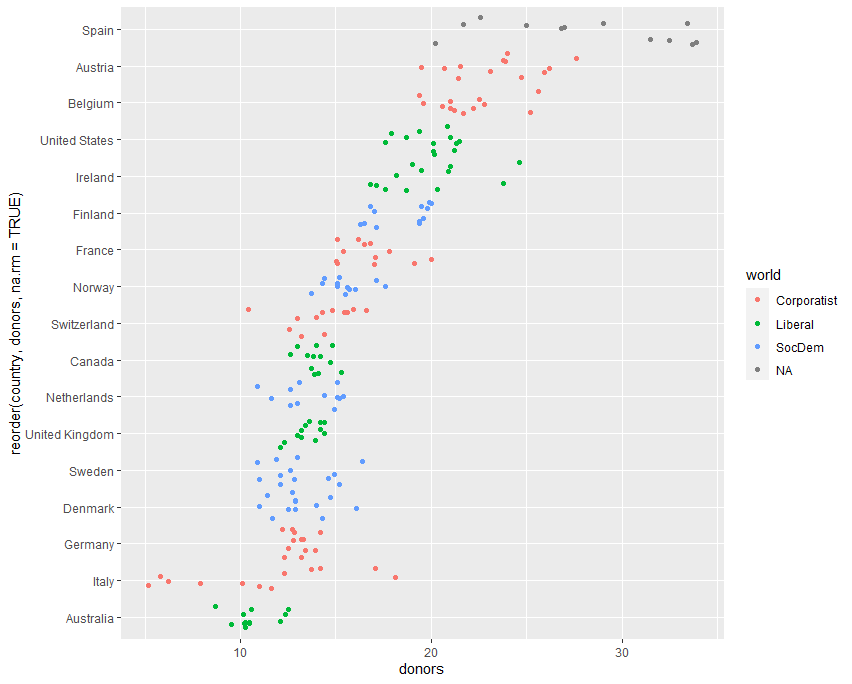 reorder(country, donors, na.rm = TRUE)
Spain
Austria
Belgium
United States
Ireland
Finland
France
Norway
Switzerland
Canada
Netherlands
United Kingdom
Sweden
Denmark
Germany
Italy
Australia
10 20 30
donors
world
Corporatist
Liberal
SocDem
NA